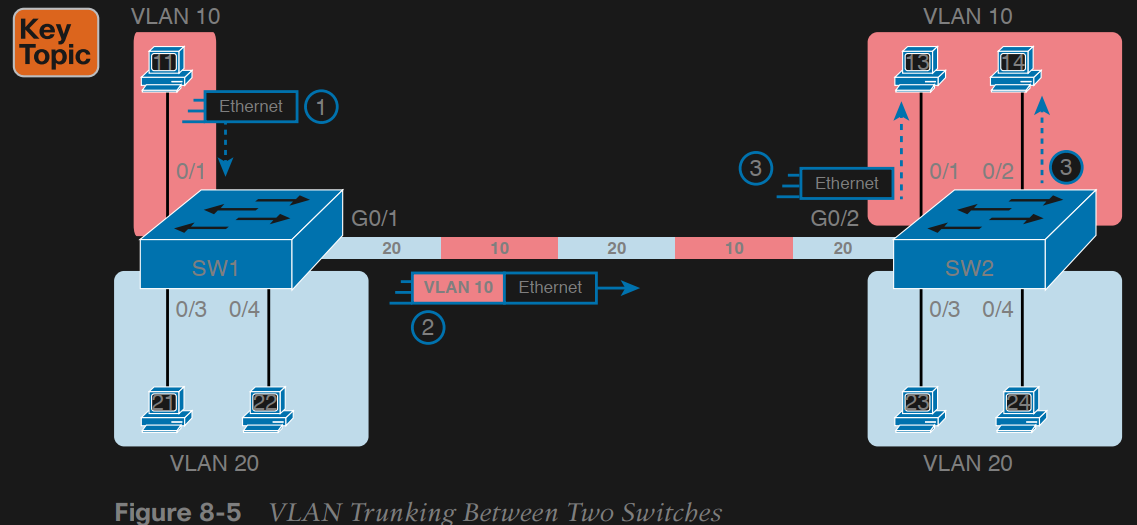 Key
Topic
VLAN 10
VLAN 10
11
13
14
Ethernet
1
0/1
3
Ethernet
0/1
0/2
3
G0/1
G0/2
20
10
20
10
20
SW1
SW2
VLAN 10
Ethernet
2
0/3
0/4
0/3
0/4
21
22
23
24
VLAN 20
VLAN 20
Figure 8-5 VLAN Trunking Between Two Switches